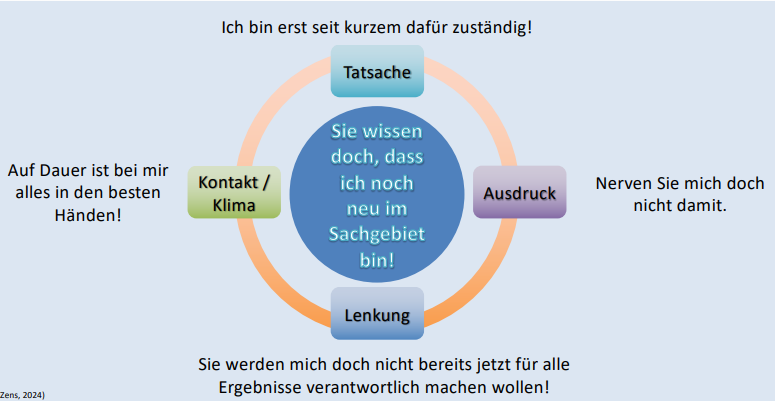 Ich bin erst seit kurzem dafür zuständig!
Tatsache
Sie wissen
doch, dass
ich noch
neu im
Sachgebiet
bin!
Auf Dauer ist bei mir
alles in den besten
Händen!
Kontakt /
Klima
Ausdruck
Nerven Sie mich doch
nicht damit.
Lenkung
Sie werden mich doch nicht bereits jetzt für alle
Ergebnisse verantwortlich machen wollen!
Zens, 2024)